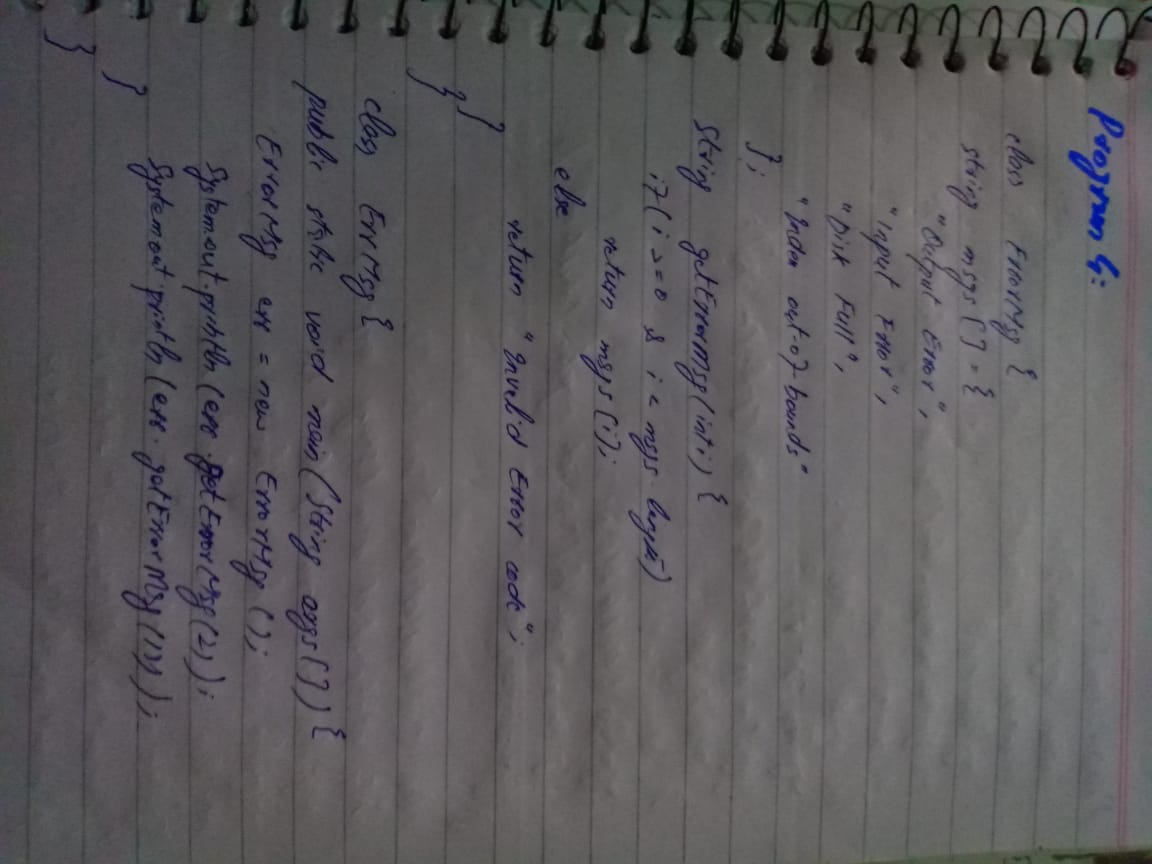 Program 4:
class ErrorMsg {
String msgs[] = {
"Output Error",
"Input Error",
"Disk Full",
"Index out-of-bounds"
};
String getErrorMsg(int i) {
if(i >= 0 & i < msgs.length)
return msgs[i];
else
return "Invalid Error code";
}
}
class ErrMsg {
public static void main(String args[]) {
ErrorMsg err = new ErrorMsg();
System.out.println(err.getErrorMsg(2));
System.out.println(err.getErrorMsg());
}
}